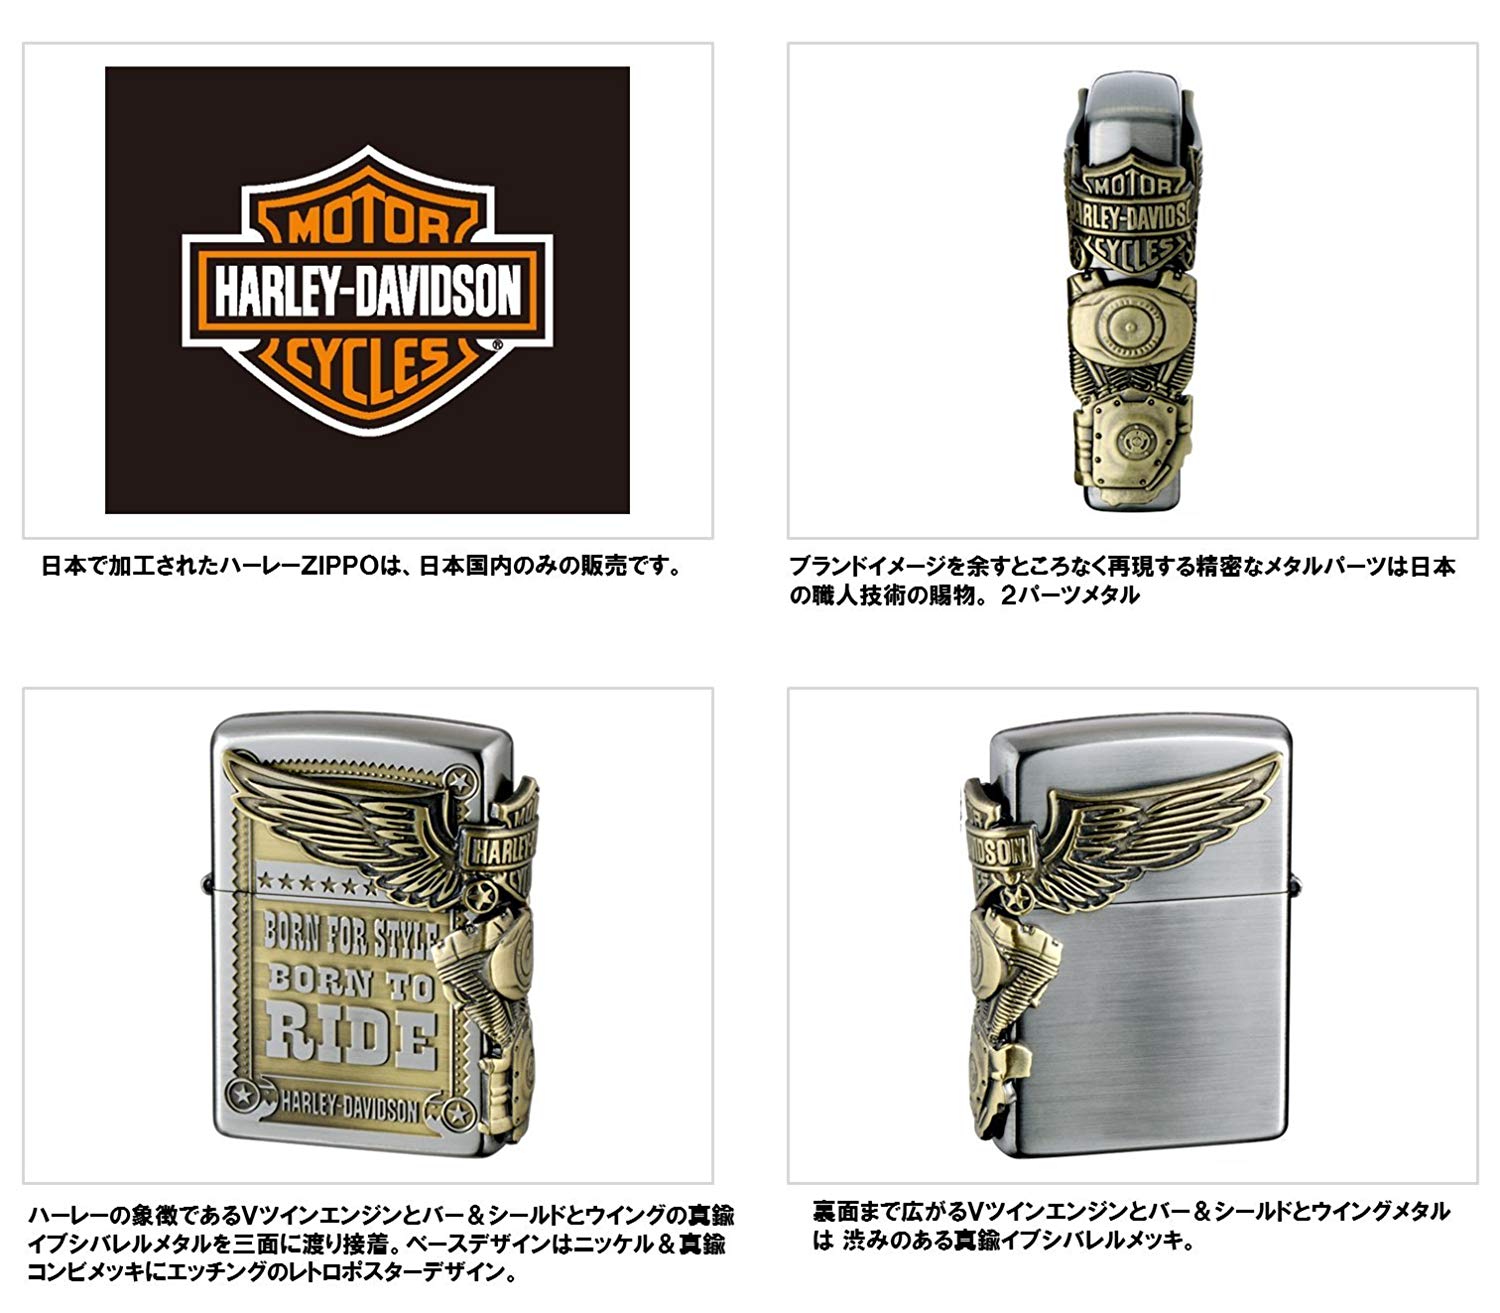 MOTOR
HARLEY-DAVIDSON
CYCLES
®
日本で加工されたハーレーZIPPOは、日本国内のみの販売です。
MOTOR
ARLEY-DAVIDS
CYCLES
ブランドイメージを余すところなく再現する精密なメタルパーツは日本
の職人技術の賜物。 2パーツメタル
MO
HARLEY-
BORN FOR STYLE
BORN TO
RIDE
HARLEY-DAVIDSON
ハーレーの象徴であるVツインエンジンとバー&シールドとウイングの真鍮
イブシバレルメタルを三面に渡り接着。ベースデザインはニッケル&真鍮
コンビメッキにエッチングのレトロポスターデザイン。
IDSON
裏面まで広がるVツインエンジンとバー&シールドとウイングメタル
は 渋みのある真鍮イブシバレルメッキ。